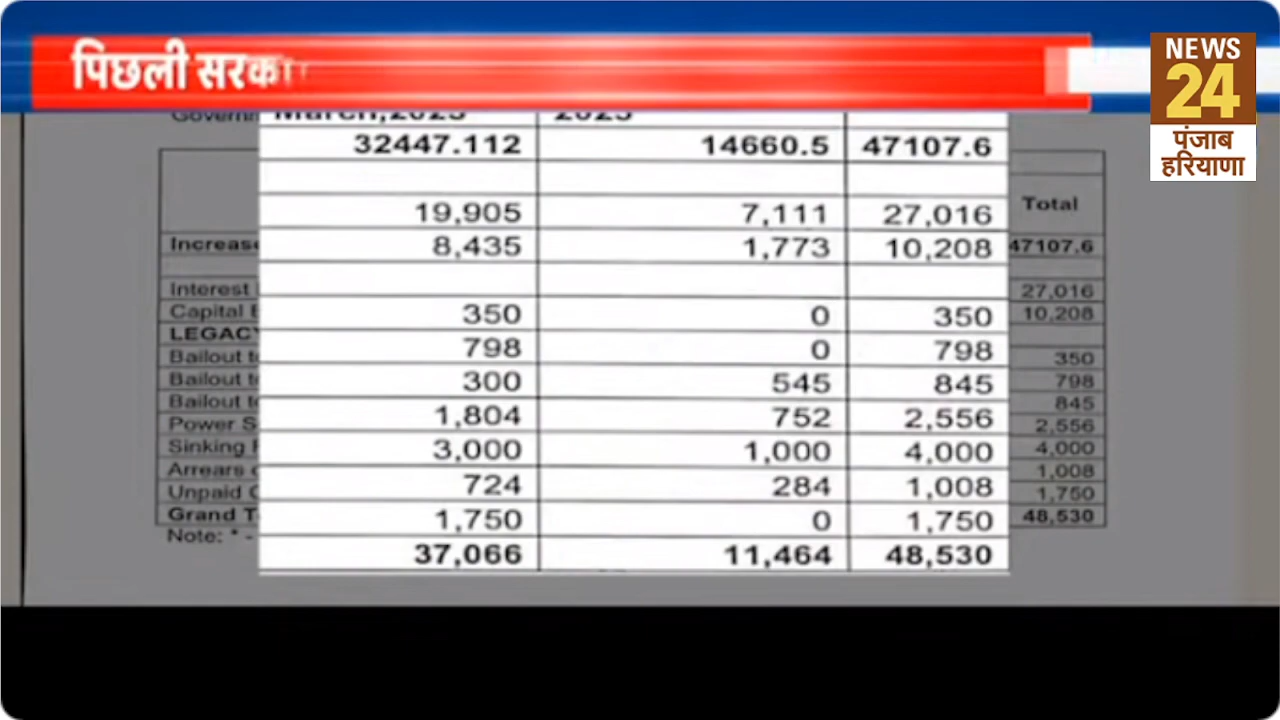 पिछली सरका
NEWS
24
पंजाब
हरियाणा
March,2023 2023
32447.112 14660.5 47107.6
19,905 7,111 27,016
8,435 1,773 10,208
350 0 350
798 0 798
300 545 845
1,804 752 2,556
3,000 1,000 4,000
724 284 1,008
1,750 0 1,750
37,066 11,464 48,530
Total
Increase 47107.6
Interest 27,016
Capital 10,208
LEGACY
Bailout 350
Bailout 798
Bailout 845
Power S 2,556
Sinking 4,000
Arrears 1,008
Unpaid 1,750
Grand T 48,530
Note: * -